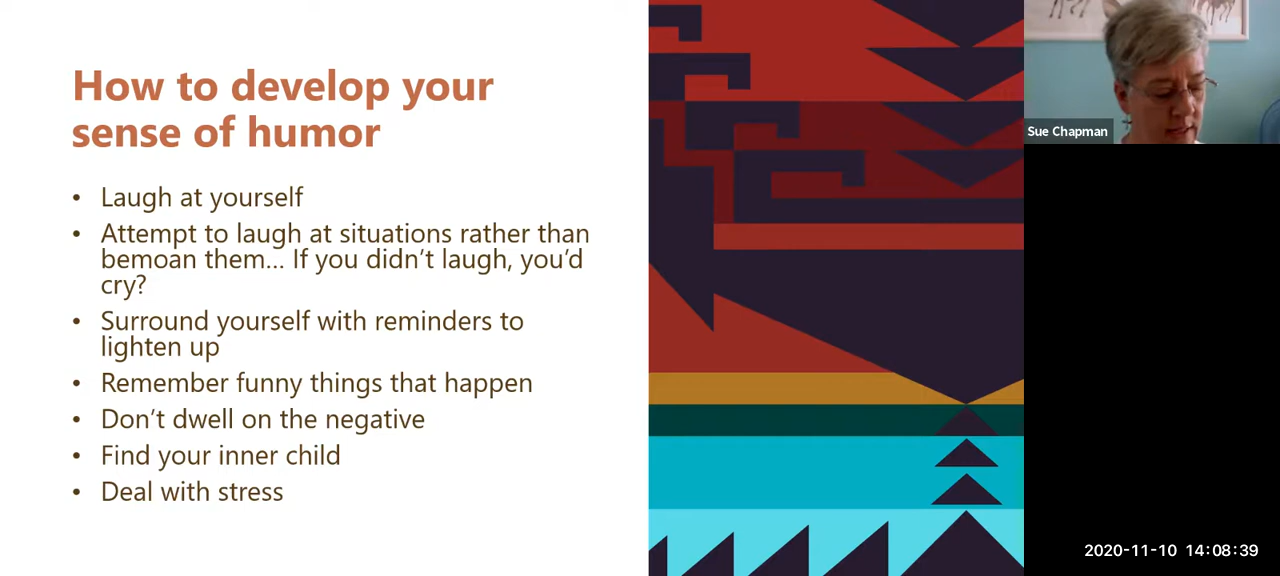 How to develop your
sense of humor
• Laugh at yourself
• Attempt to laugh at situations rather than
bemoan them… If you didn’t laugh, you’d
cry?
• Surround yourself with reminders to
lighten up
• Remember funny things that happen
• Don’t dwell on the negative
• Find your inner child
• Deal with stress
Sue Chapman
2020-11-10 14:08:39